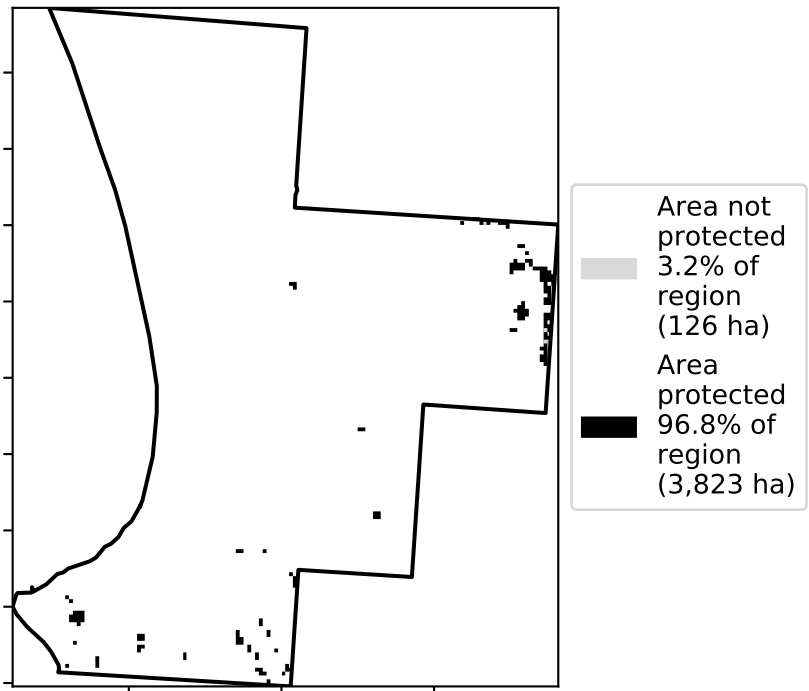 Area not
protected
3.2% of
region
(126 ha)
Area
protected
96.8% of
region
(3,823 ha)